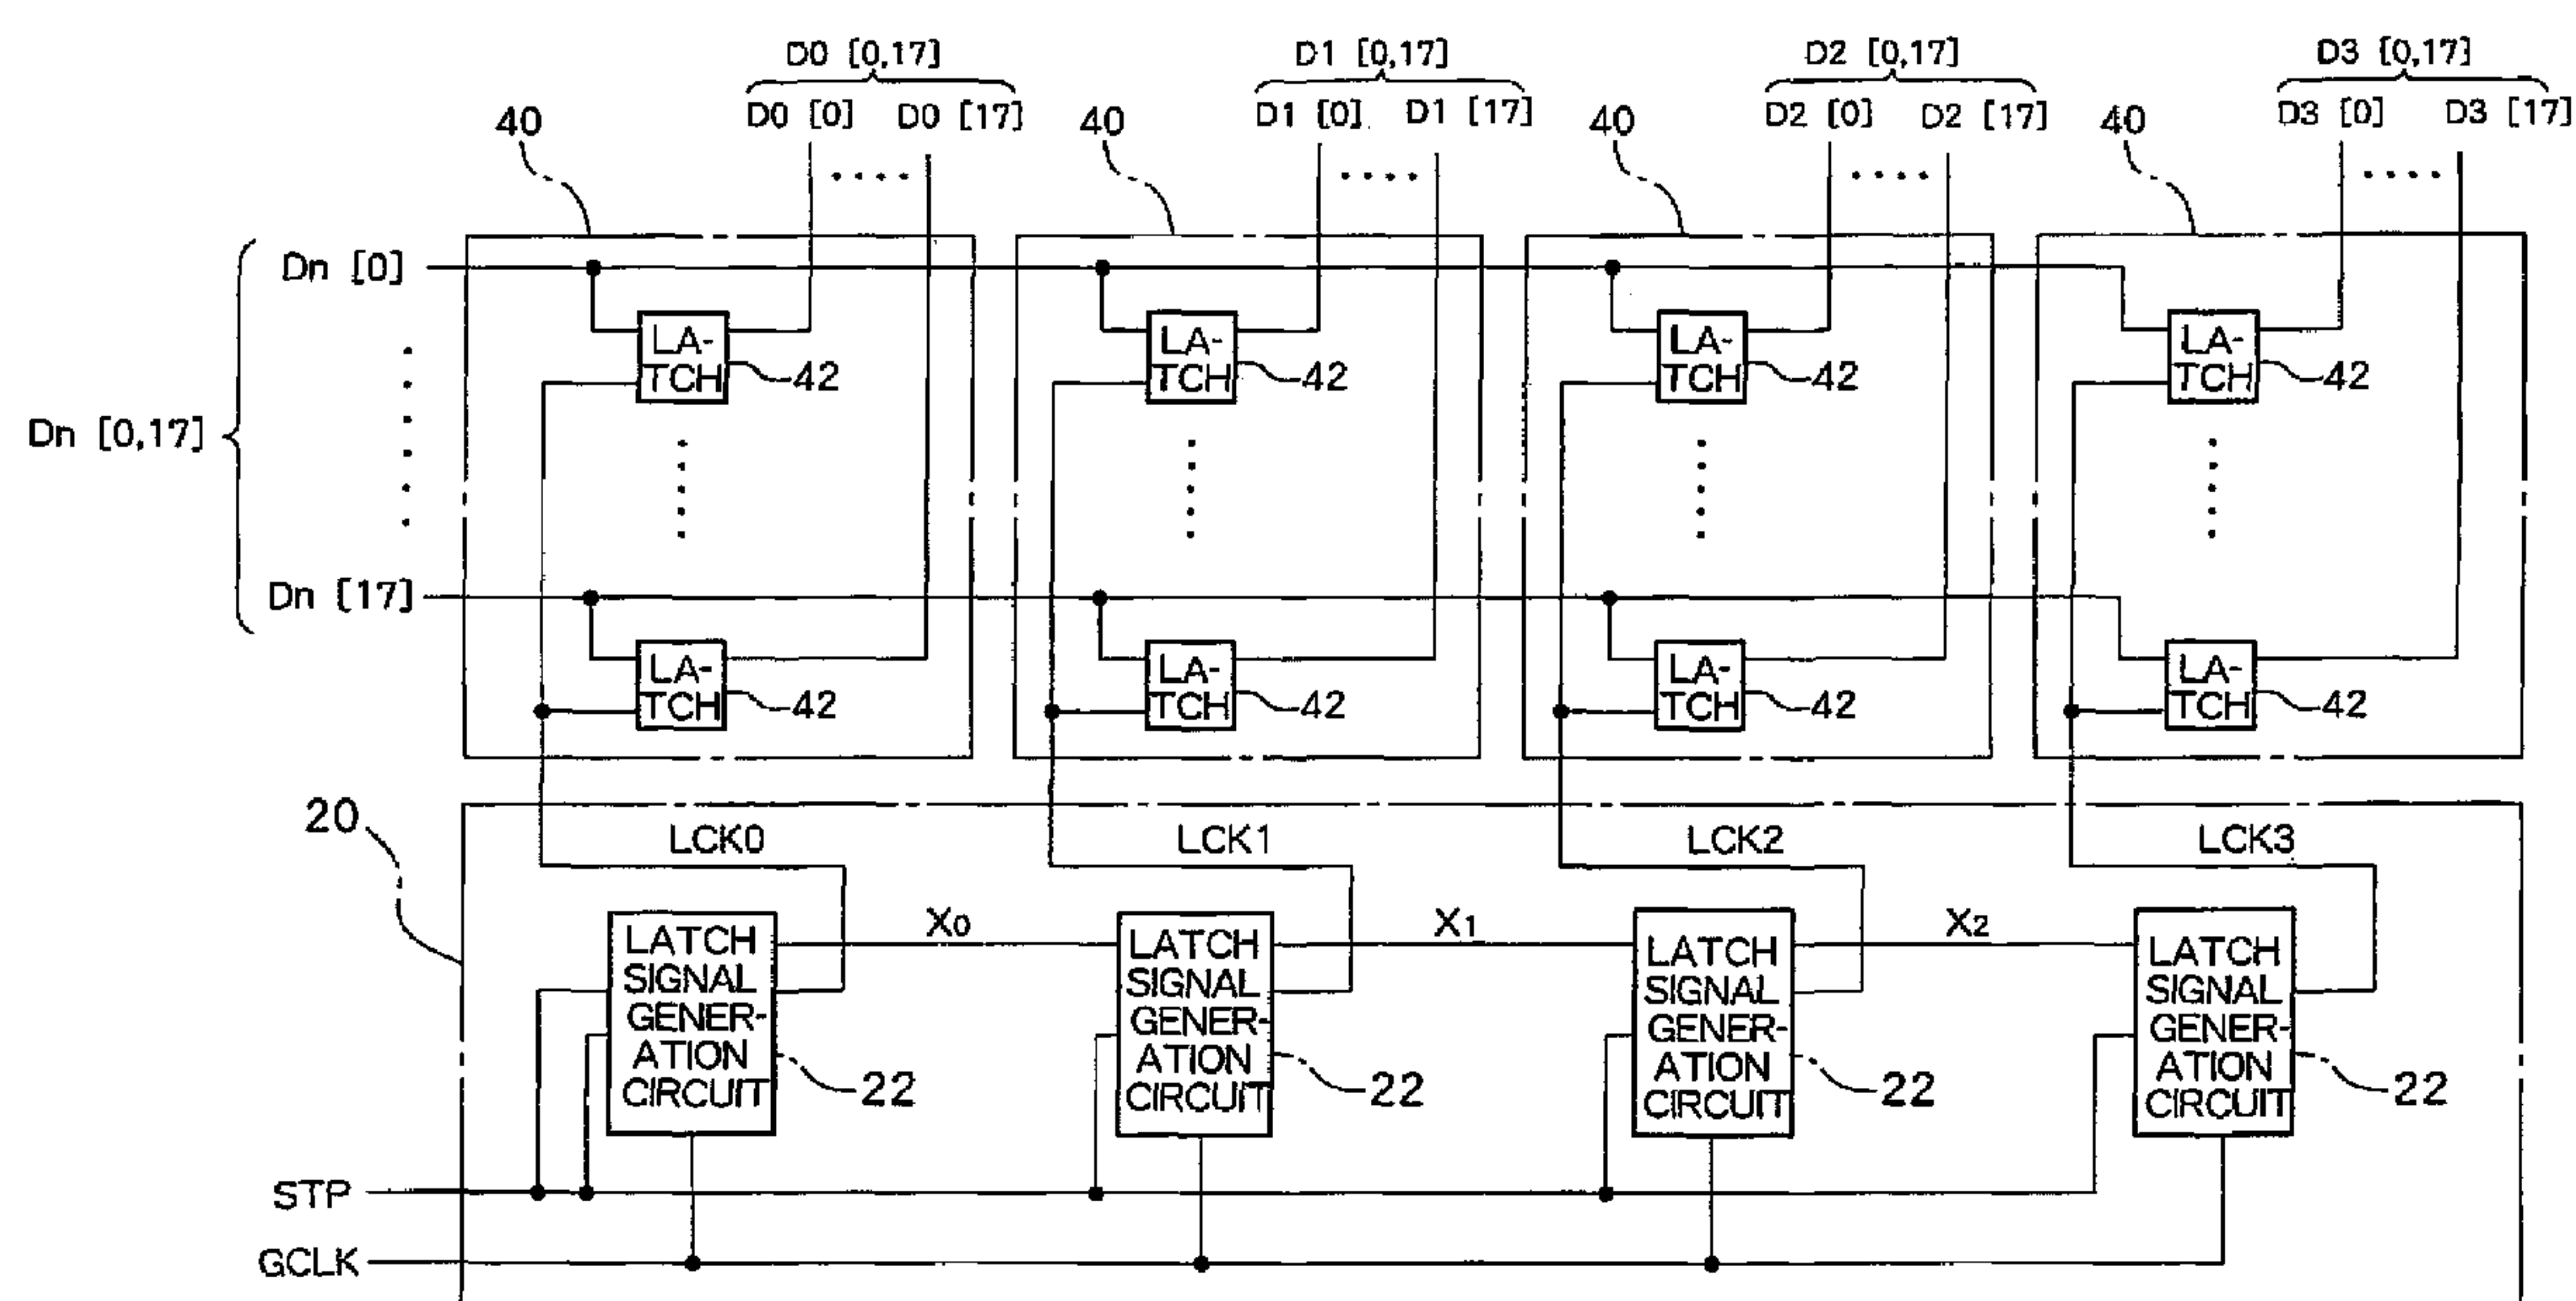 D0 [0,17] D1 [0,17] D2 [0,17] D3 [0,17]
D0 [0] D0 [17] D1 [0] D1 [17] D2 [0] D2 [17] D3 [0] D3 [17]
40 40 40 40
Dn [0]
LA-
TCH
42
LA-
TCH
42
LA-
TCH
42
LA-
TCH
42
Dn [0,17]
Dn [17]
LA-
TCH
42
LA-
TCH
42
LA-
TCH
42
LA-
TCH
42
20
LCK0 LCK1 LCK2 LCK3
X0 X1 X2
LATCH
SIGNAL
GENER-
ATION
CIRCUIT
22
LATCH
SIGNAL
GENER-
ATION
CIRCUIT
22
LATCH
SIGNAL
GENER-
ATION
CIRCUIT
22
LATCH
SIGNAL
GENER-
ATION
CIRCUIT
22
STP
GCLK